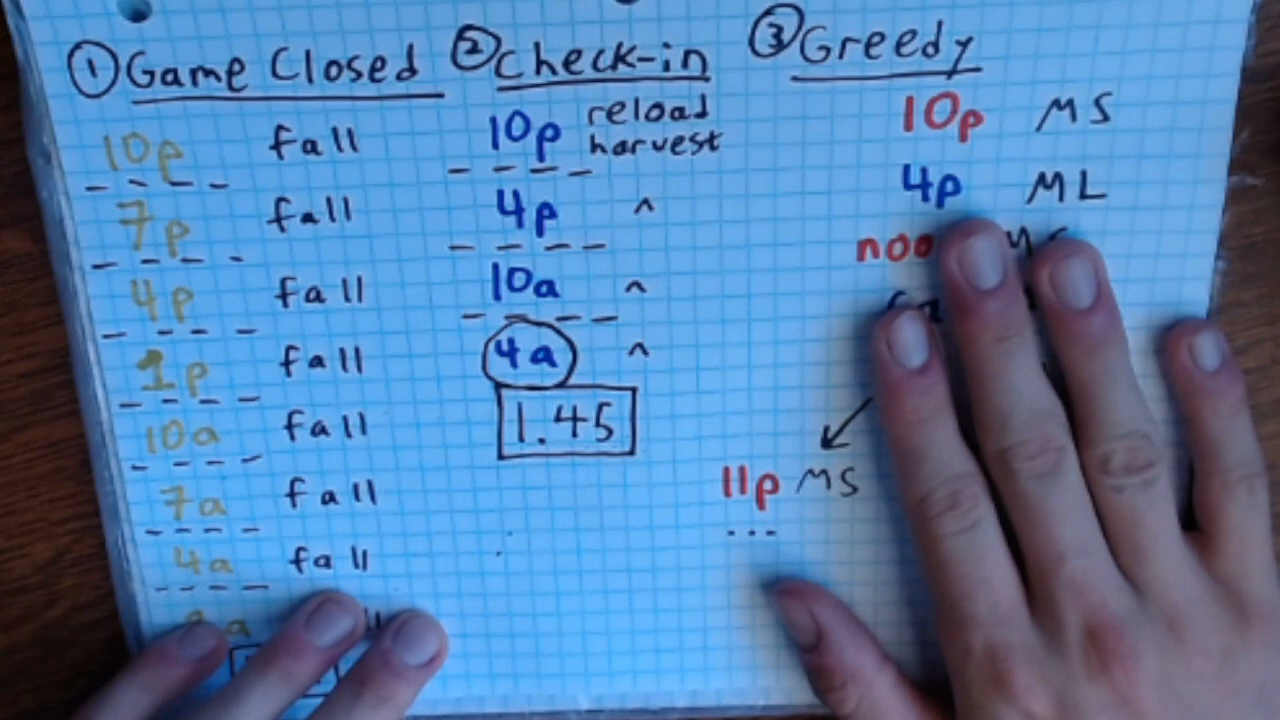 ① Game Closed
10p fall
7p fall
4p fall
1p fall
10a fall
7a fall
4a fall
② Check-in
10p reload
harvest
4p ^
10a ^
4a ^
1.45
③ Greedy
10p MS
4p ML
11p MS
...